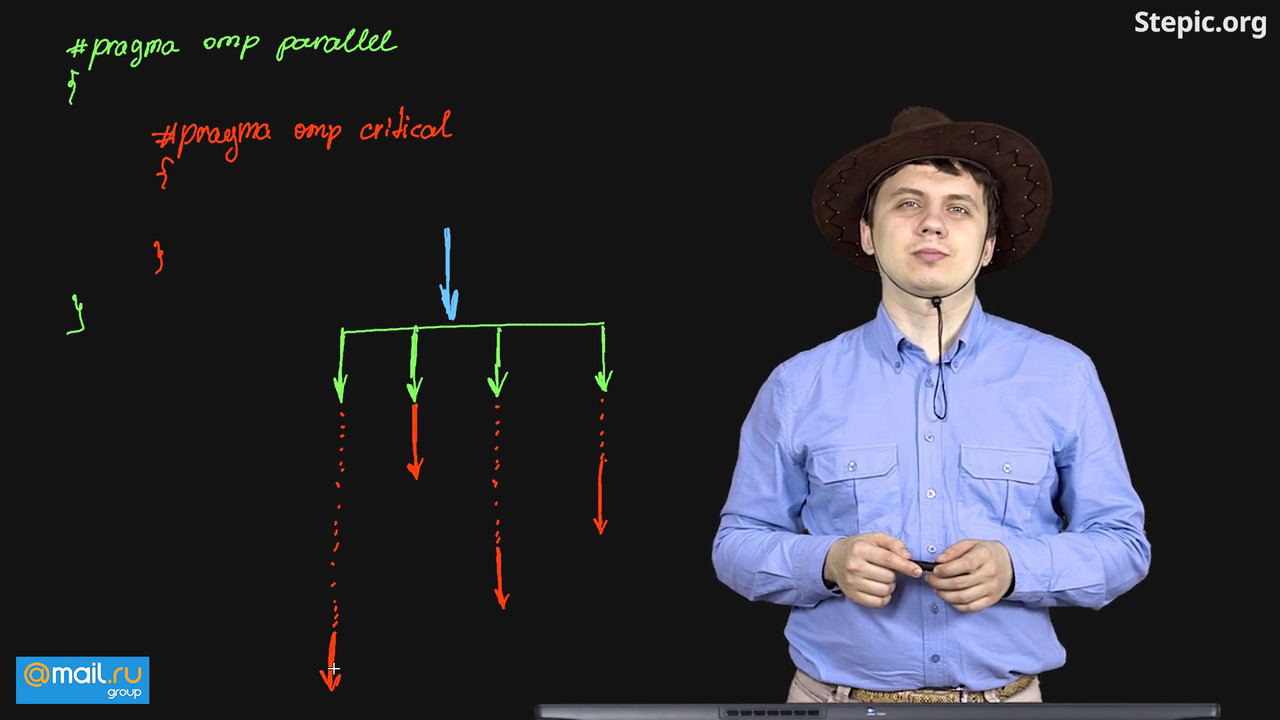 Stepic.org
#pragma omp parallel
{
#pragma omp critical
{
}
}
@mail.ru
group